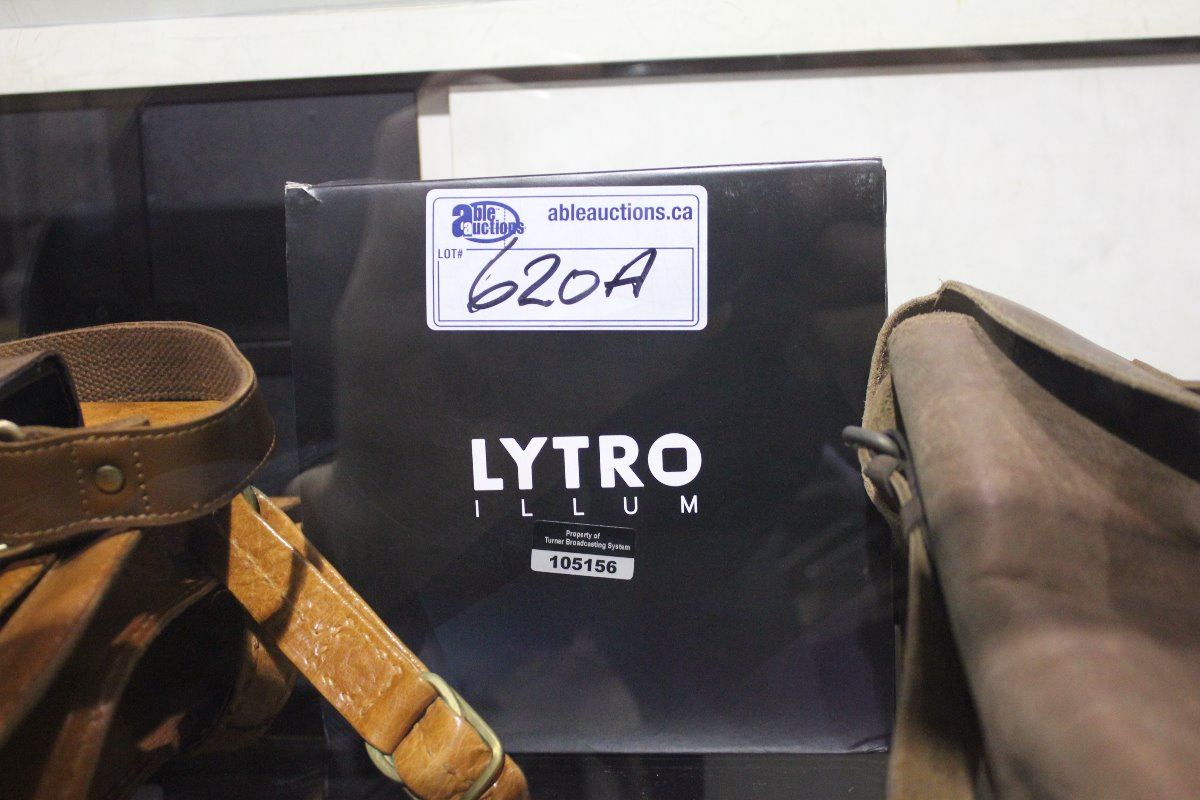 able auctions
ableauctions.ca
LOT#
620A
LYTRO
ILLUM
Property of
Turner Broadcasting System
105156